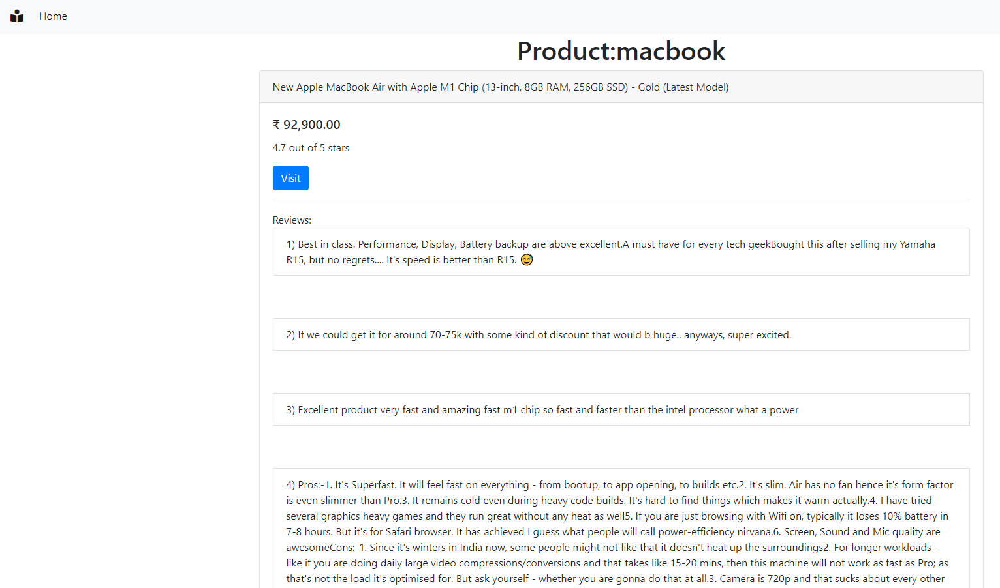 Home
Product:macbook
New Apple MacBook Air with Apple M1 Chip (13-inch, 8GB RAM, 256GB SSD) - Gold (Latest Model)
₹ 92,900.00
4.7 out of 5 stars
Visit
Reviews:
1) Best in class. Performance, Display, Battery backup are above excellent.A must have for every tech geekBought this after selling my Yamaha
R15, but no regrets.... It's speed is better than R15. 😅
2) If we could get it for around 70-75k with some kind of discount that would b huge.. anyways, super excited.
3) Excellent product very fast and amazing fast m1 chip so fast and faster than the intel processor what a power
4) Pros:-1. It's Superfast. It will feel fast on everything - from bootup, to app opening, to builds etc.2. It's slim. Air has no fan hence it's form factor
is even slimmer than Pro.3. It remains cold even during heavy code builds. It's hard to find things which makes it warm actually.4. I have tried
several graphics heavy games and they run great without any heat as well5. If you are just browsing with Wifi on, typically it loses 10% battery in
7-8 hours. But it's for Safari browser. It has achieved I guess what people will call power-efficiency nirvana.6. Screen, Sound and Mic quality are
awesomeCons:-1. Since it's winters in India now, some people might not like that it doesn't heat up the surroundings2. For longer workloads -
like if you are doing daily large video compressions/conversions and that takes like 15-20 mins, then this machine will not work as fast as Pro; as
that's not the load it's optimised for. But ask yourself - whether you are gonna do that at all.3. Camera is 720p and that sucks about every other